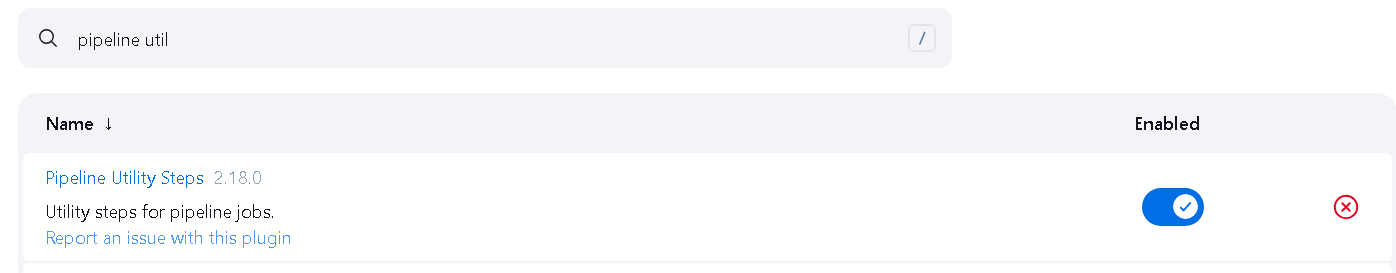 pipeline util /
Name ↓ Enabled
Pipeline Utility Steps 2.18.0
Utility steps for pipeline jobs.
Report an issue with this plugin